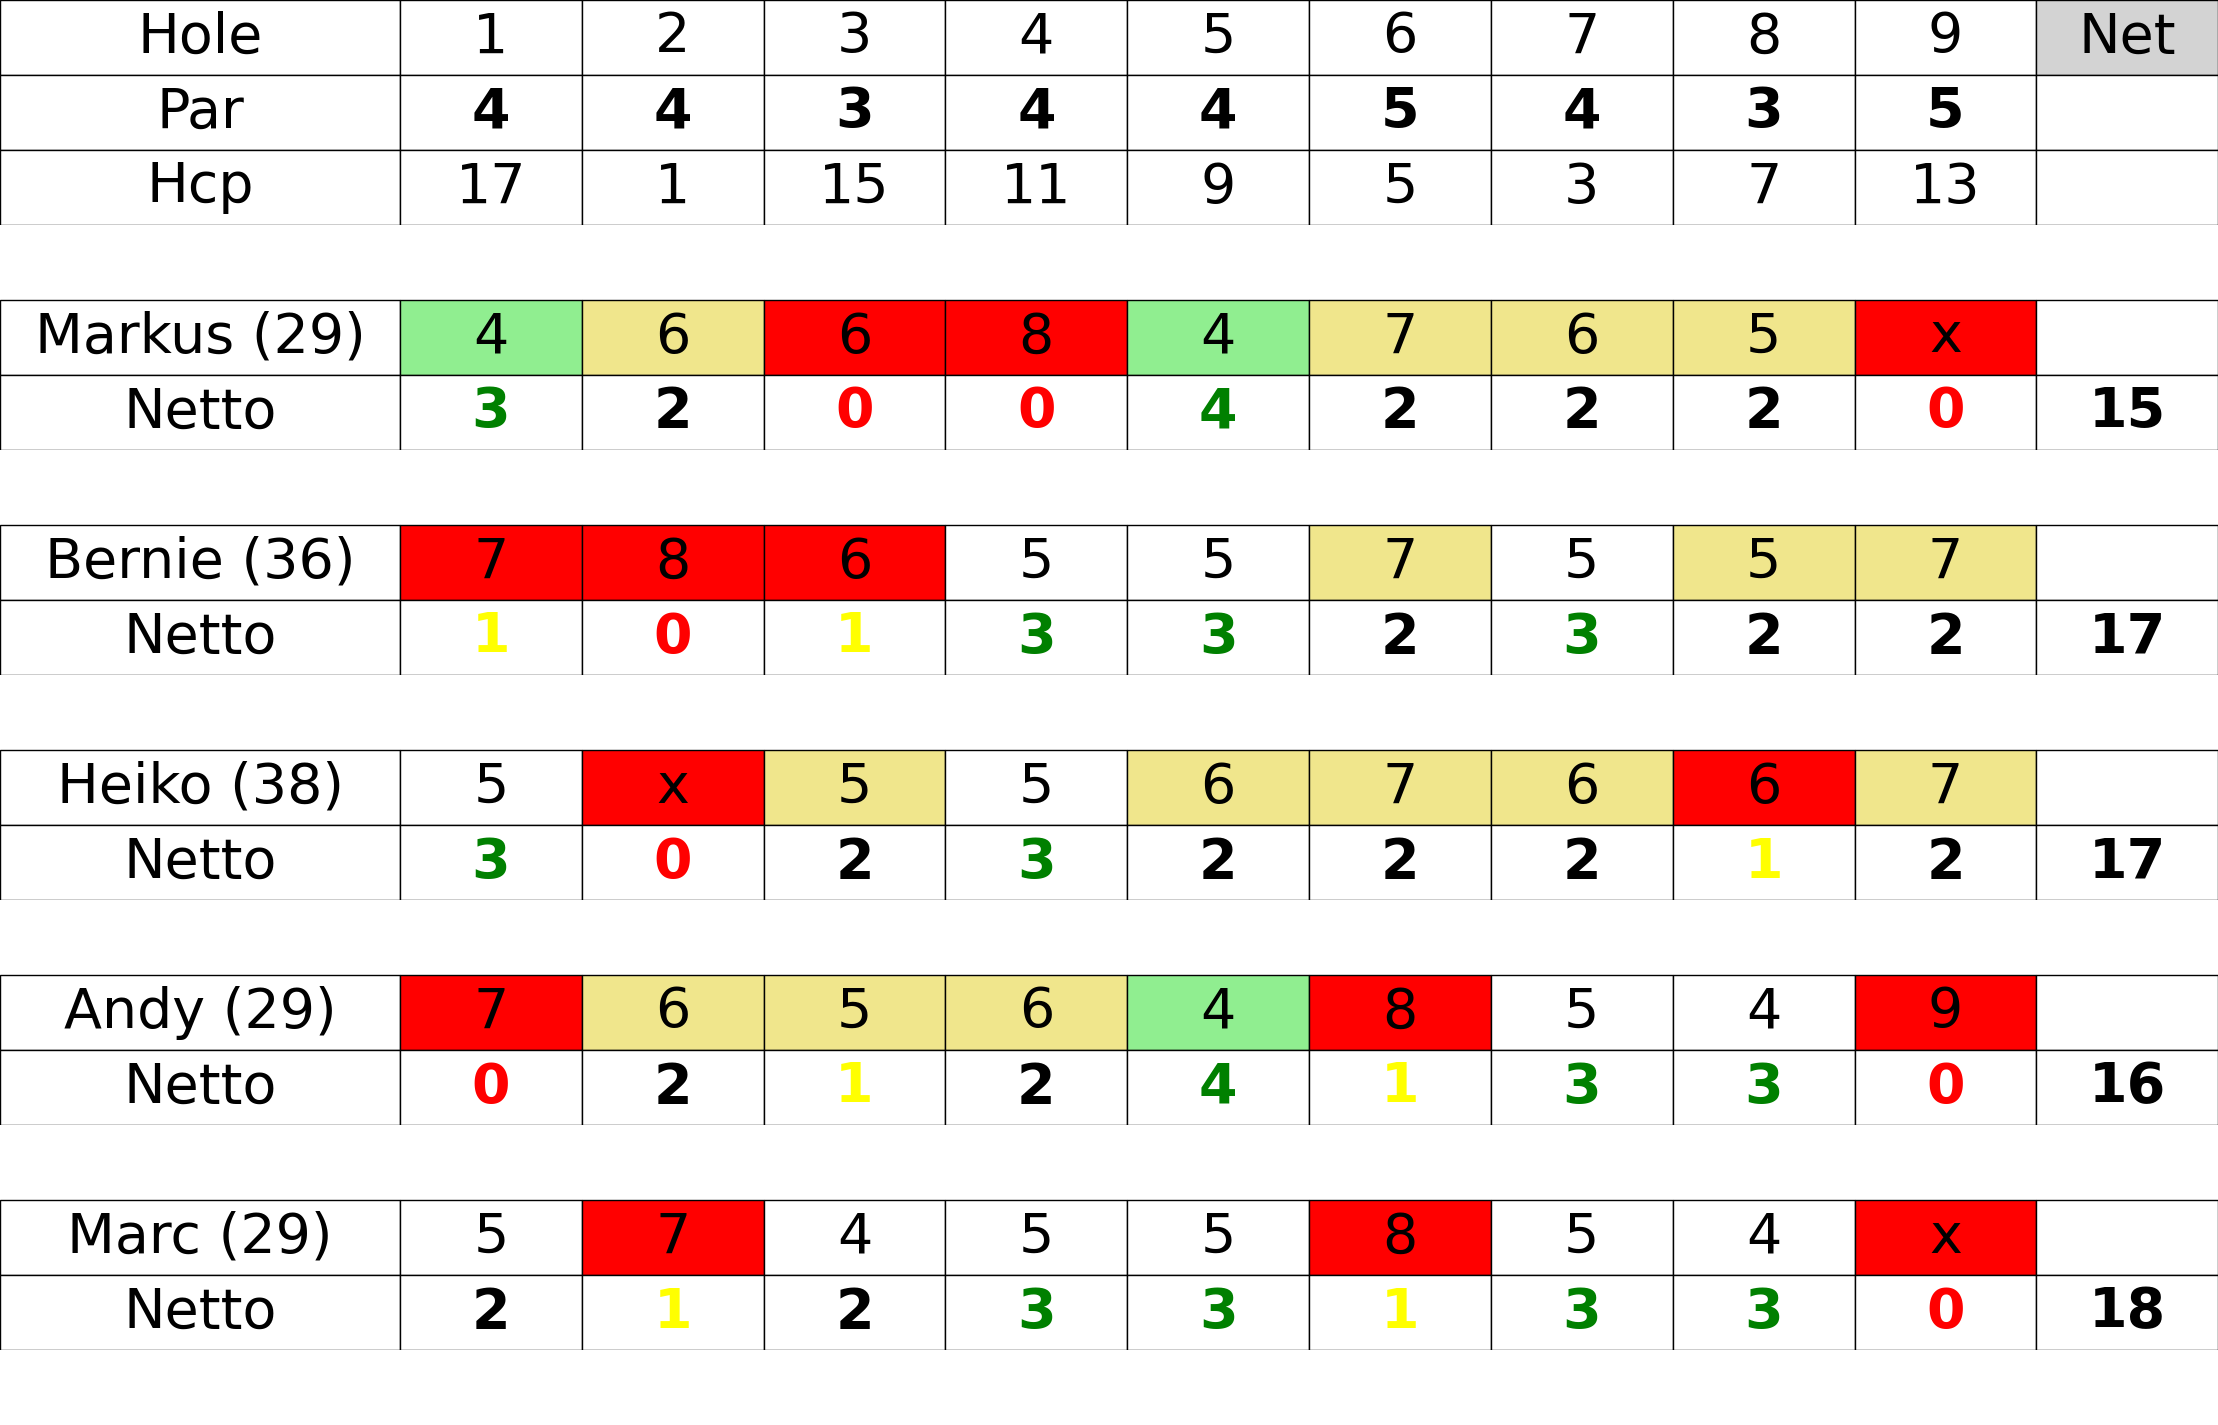 Hole 1 2 3 4 5 6 7 8 9 Net
Par 4 4 3 4 4 5 4 3 5
Hcp 17 1 15 11 9 5 3 7 13
Markus (29) 4 6 6 8 4 7 6 5 x
Netto 3 2 0 0 4 2 2 2 0 15
Bernie (36) 7 8 6 5 5 7 5 5 7
Netto 1 0 1 3 3 2 3 2 2 17
Heiko (38) 5 x 5 5 6 7 6 6 7
Netto 3 0 2 3 2 2 2 1 2 17
Andy (29) 7 6 5 6 4 8 5 4 9
Netto 0 2 1 2 4 1 3 3 0 16
Marc (29) 5 7 4 5 5 8 5 4 x
Netto 2 1 2 3 3 1 3 3 0 18